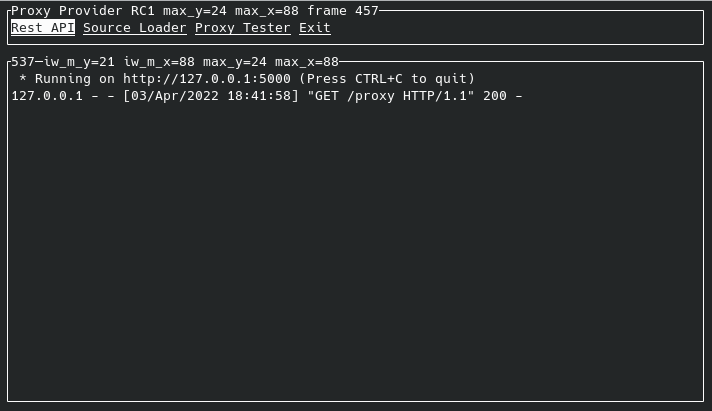 Proxy Provider RC1 max_y=24 max_x=88 frame 457
Rest API Source Loader Proxy Tester Exit
537 iw_m_y=21 iw_m_x=88 max_y=24 max_x=88
* Running on http://127.0.0.1:5000 (Press CTRL+C to quit)
127.0.0.1 - - [03/Apr/2022 18:41:58] "GET /proxy HTTP/1.1" 200 -